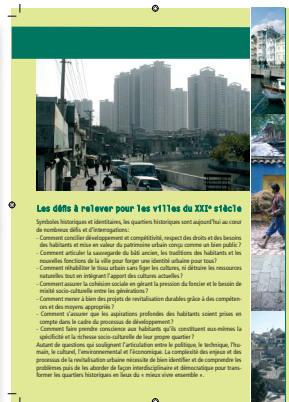 Les défis à relever pour les villes du XXIe siècle
Symboles historiques et identitaires, les quartiers historiques sont aujourd'hui au cœur
de nombreux défis et d'interrogations:
- Comment concilier développement et compétitivité, respect des droits et des besoins
des habitants et mise en valeur du patrimoine urbain conçu comme un bien public ?
- Comment articuler la sauvegarde du bâti ancien, les traditions des habitants et les
nouvelles fonctions de la ville pour forger une identité urbaine pour tous?
- Comment réhabiliter le tissu urbain sans figer les cultures, ni détruire les ressources
naturelles tout en intégrant l'apport des cultures actuelles ?
- Comment assurer la cohésion sociale en gérant la pression du foncier et le besoin de
mixité socio-culturelle entre les générations ?
- Comment mener à bien des projets de revitalisation durables grâce à des compéten-
ces et des moyens appropriés ?
- Comment s'assurer que les aspirations profondes des habitants soient prises en
compte dans le cadre du processus de développement ?
- Comment faire prendre conscience aux habitants qu'ils constituent eux-mêmes la
spécificité et la richesse socio-culturelle de leur propre quartier ?
Autant de questions qui soulignent l'articulation entre le politique, le technique, l'hu-
main, le culturel, l'environnemental et l'économique. La complexité des enjeux et des
processus de la revitalisation urbaine nécessite de bien identifier et de comprendre les
problèmes puis de les aborder de façon interdisciplinaire et démocratique pour trans-
former les quartiers historiques en lieux du « mieux vivre ensemble ».